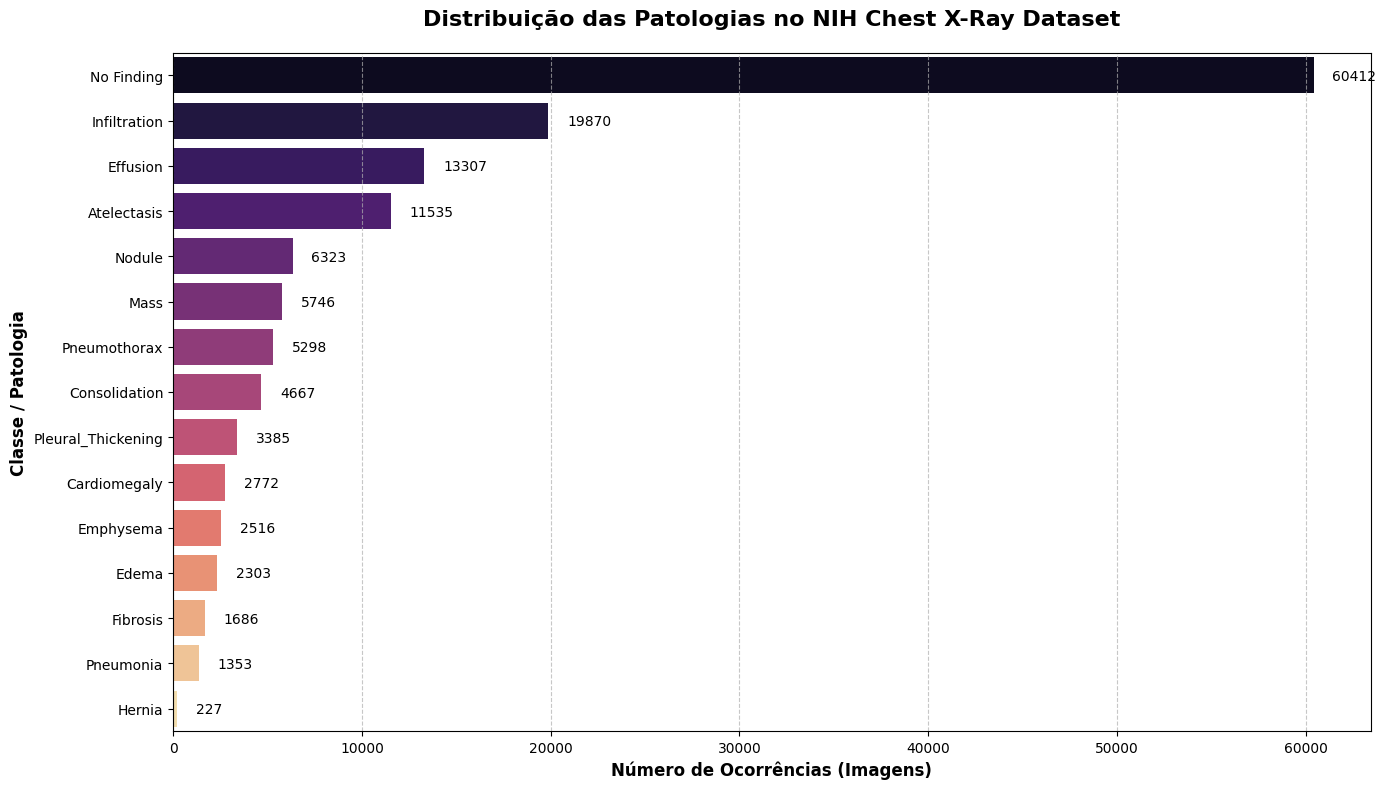 Distribuição das Patologias no NIH Chest X-Ray Dataset
Classe / Patologia
No Finding 60412
Infiltration 19870
Effusion 13307
Atelectasis 11535
Nodule 6323
Mass 5746
Pneumothorax 5298
Consolidation 4667
Pleural_Thickening 3385
Cardiomegaly 2772
Emphysema 2516
Edema 2303
Fibrosis 1686
Pneumonia 1353
Hernia 227
0 10000 20000 30000 40000 50000 60000
Número de Ocorrências (Imagens)